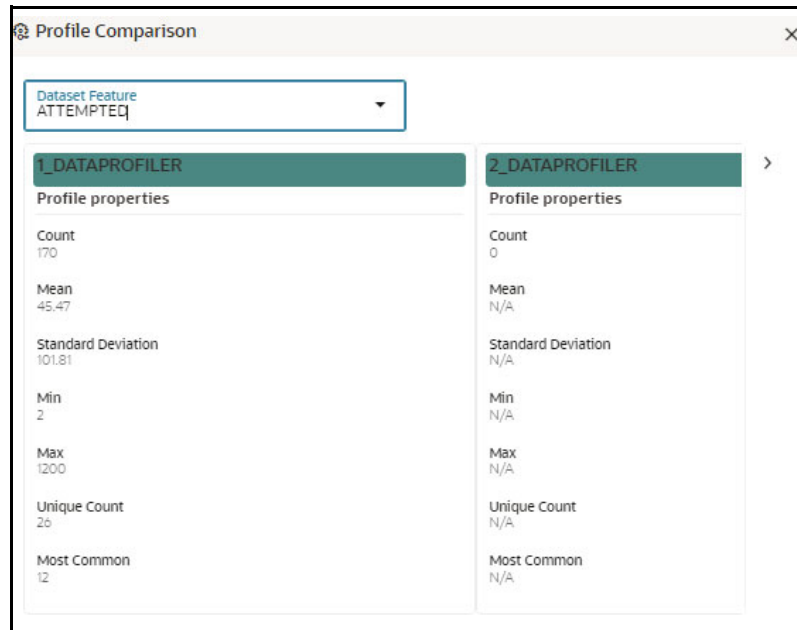 Profile Comparison
Dataset Feature
ATTEMPTED
1_DATAPROFILER
Profile properties
Count
170
Mean
45.47
Standard Deviation
101.81
Min
2
Max
1200
Unique Count
26
Most Common
12
2_DATAPROFILER
Profile properties
Count
0
Mean
N/A
Standard Deviation
N/A
Min
N/A
Max
N/A
Unique Count
N/A
Most Common
N/A